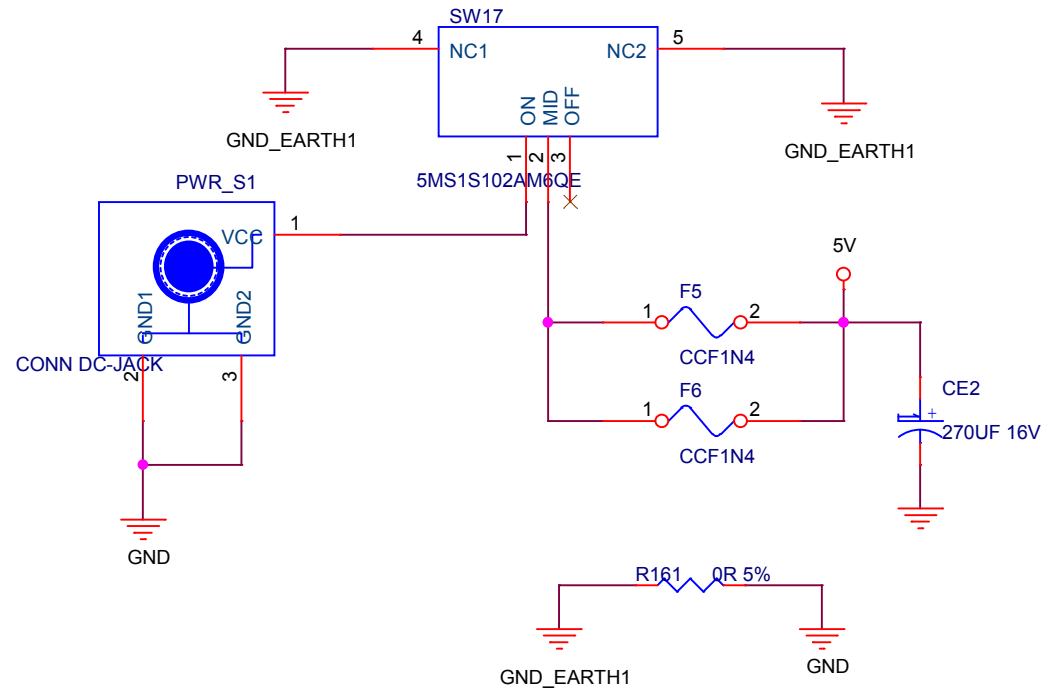 SW17
4
NC1
NC2
5
ON
MID
OFF
1
2
3
5MS1S102AM6QE
GND_EARTH1
GND_EARTH1
PWR_S1
VCC
1
GND1
GND2
CONN DC-JACK
2
3
GND
5V
F5
1
2
CCF1N4
F6
1
2
CCF1N4
CE2
+
270UF 16V
R161
0R 5%
GND_EARTH1
GND